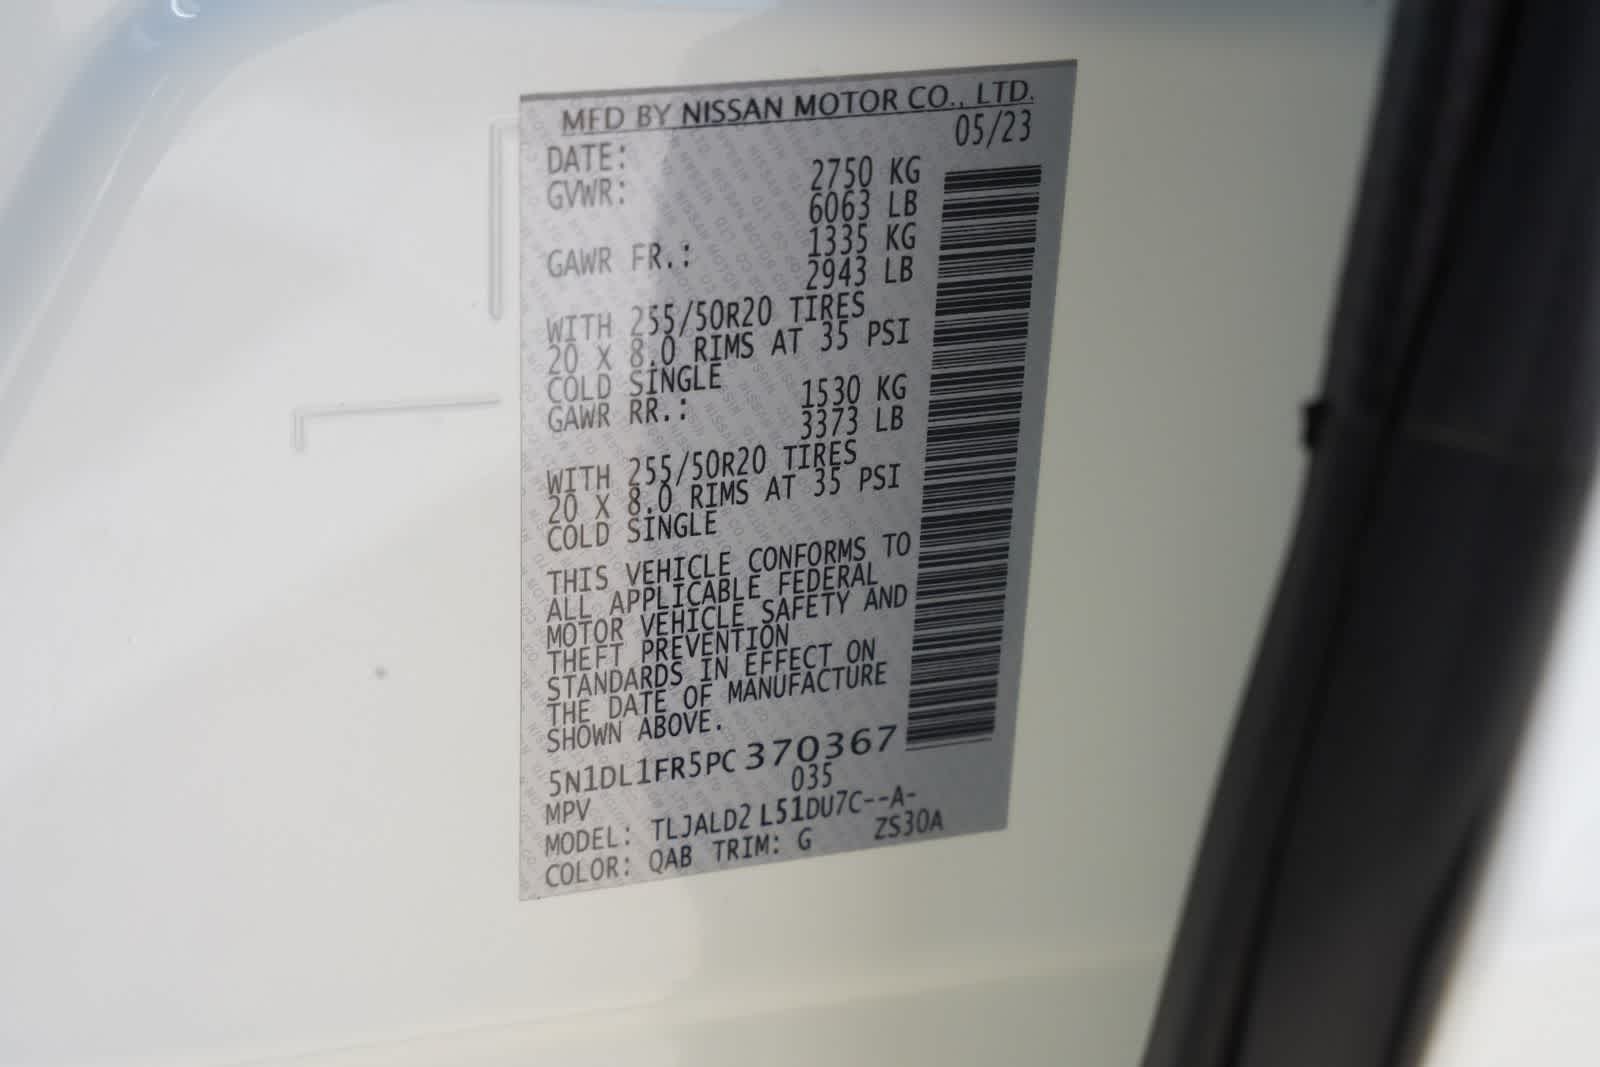 MFD BY NISSAN MOTOR CO., LTD.
DATE: 05/23
GVWR: 2750 KG
6063 LB
GAWR FR.: 1335 KG
2943 LB
WITH 255/50R20 TIRES
20 X 8.0 RIMS AT 35 PSI
COLD SINGLE
GAWR RR.: 1530 KG
3373 LB
WITH 255/50R20 TIRES
20 X 8.0 RIMS AT 35 PSI
COLD SINGLE
THIS VEHICLE CONFORMS TO
ALL APPLICABLE FEDERAL
MOTOR VEHICLE SAFETY AND
THEFT PREVENTION
STANDARDS IN EFFECT ON
THE DATE OF MANUFACTURE
SHOWN ABOVE.
5N1DL1FR5PC 370367
MPV 035
MODEL: TLJALD2 L51DU7C--A-
COLOR: QAB TRIM: G ZS30A